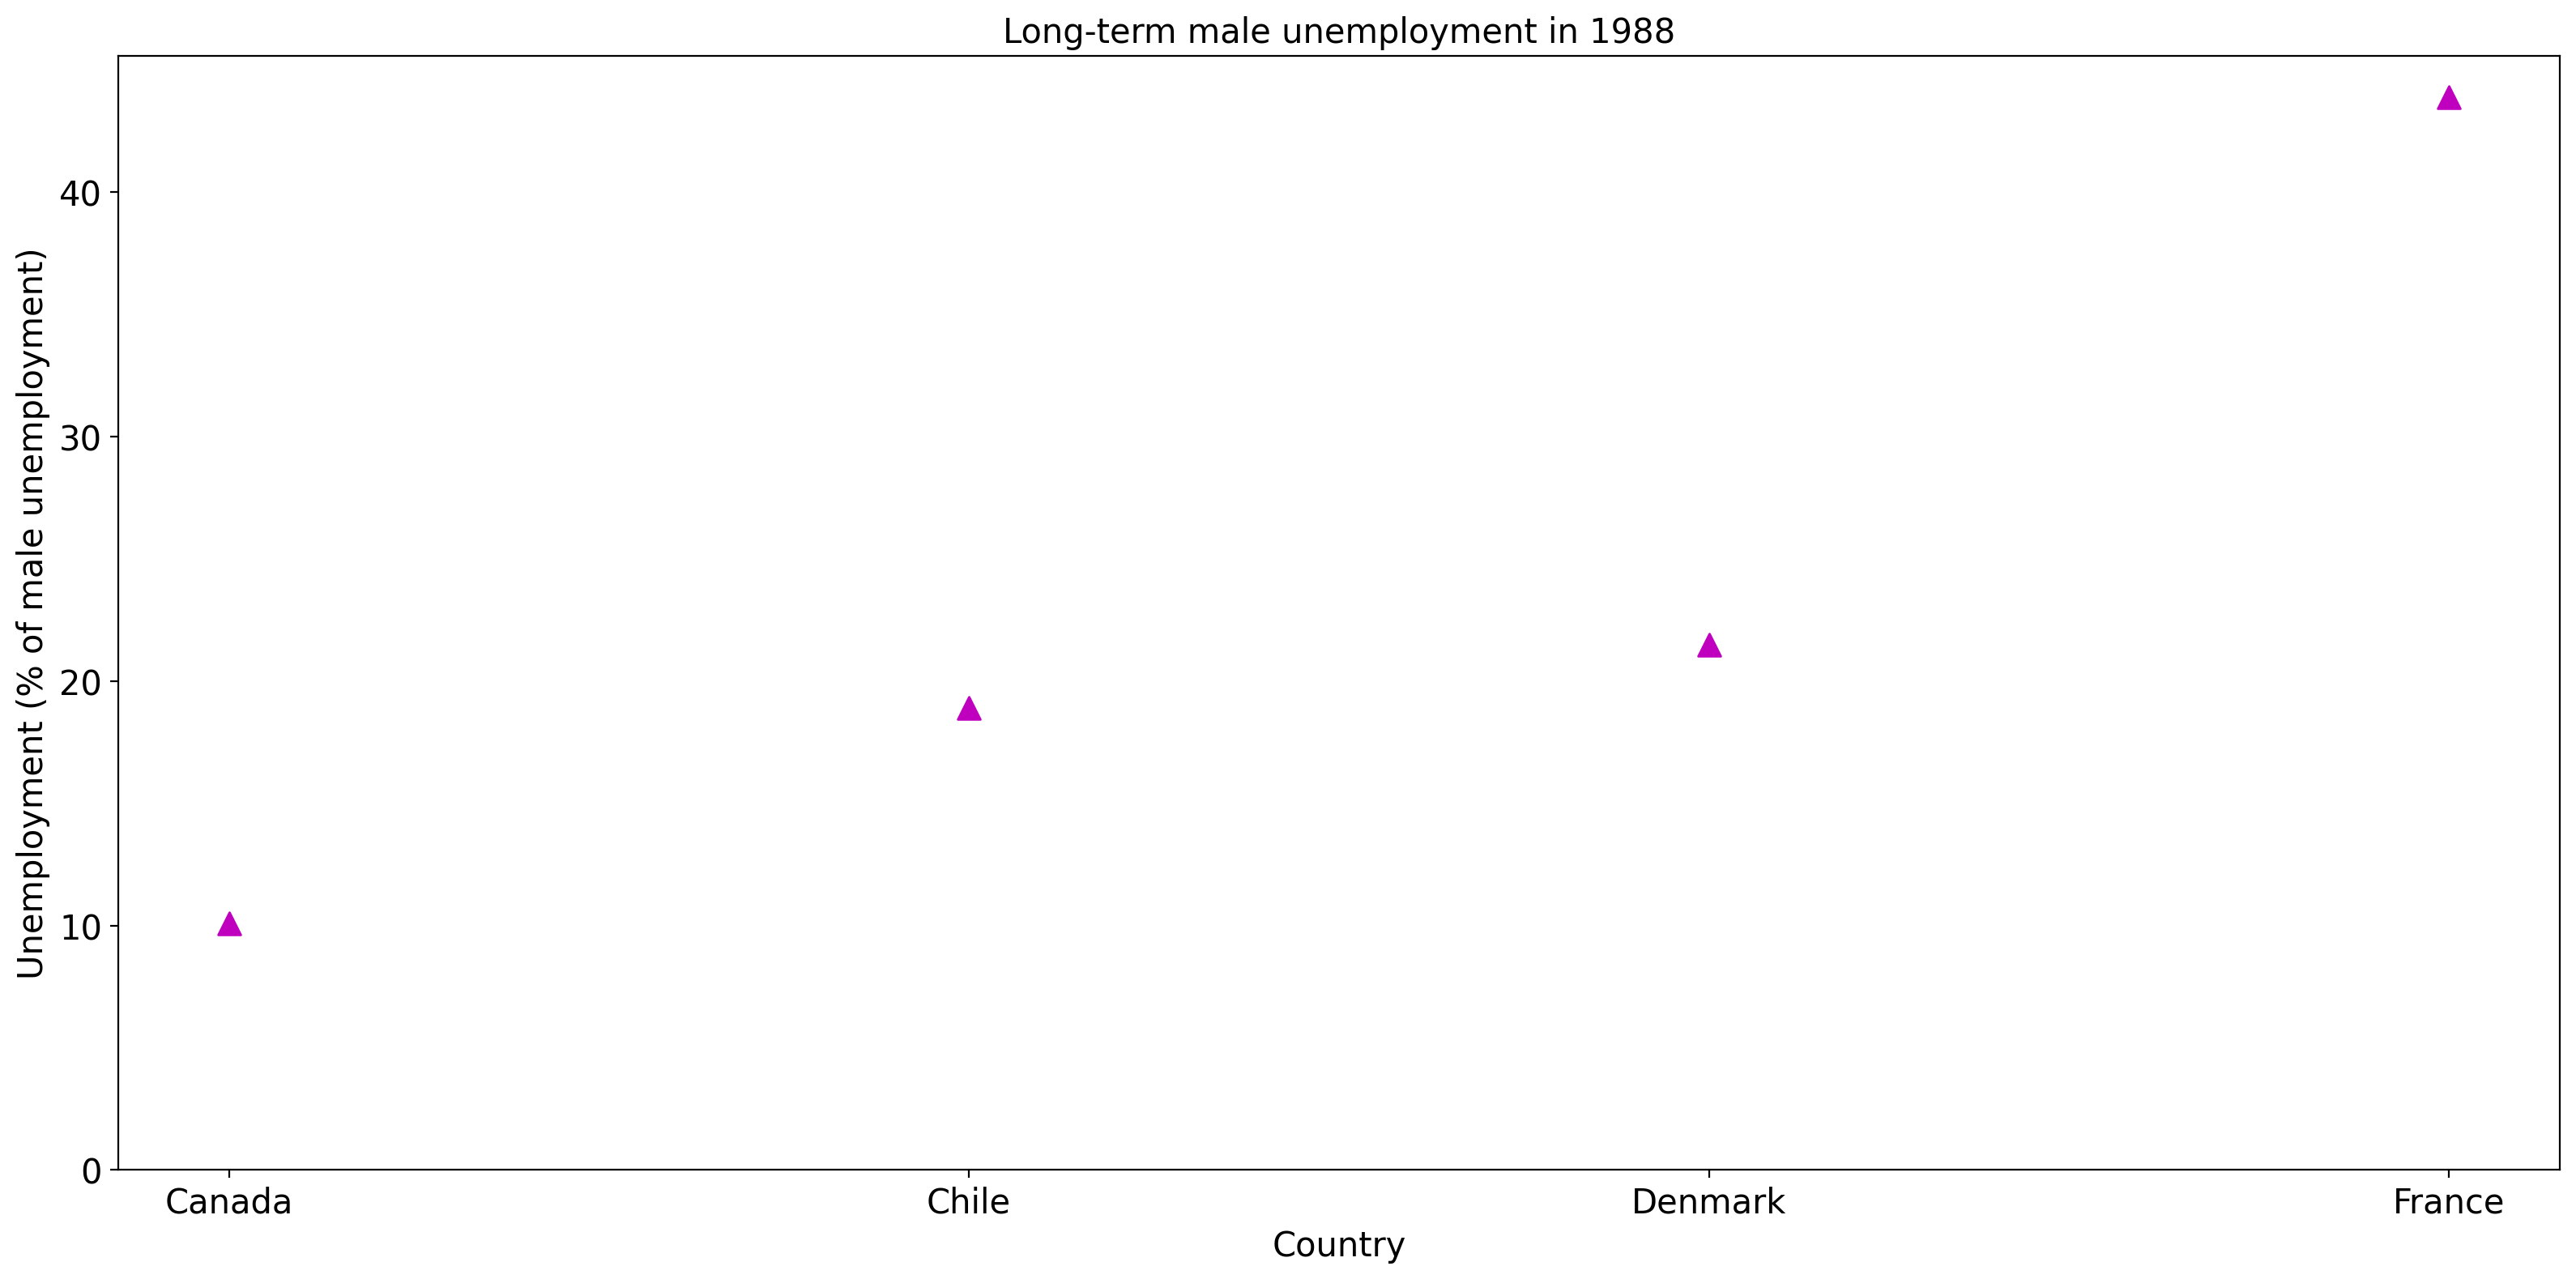 Long-term male unemployment in 1988
Unemployment (% of male unemployment)
40
30
20
10
0
Canada Chile Denmark France
Country